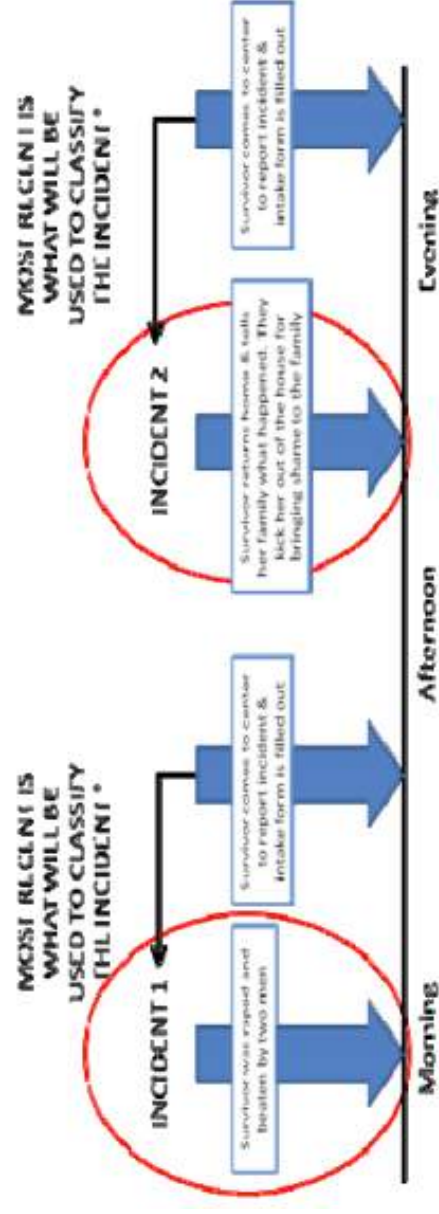 MOST RECENT IS
WHAT WILL BE
USED TO CLASSIFY
THE INCIDENT*
INCIDENT 1
Survivor was raped and
beaten by two men
Survivor comes to center
to report incident &
intake form is filled out
MOST RECENT IS
WHAT WILL BE
USED TO CLASSIFY
THE INCIDENT*
INCIDENT 2
Survivor returns home & tells
her family what happened. They
kick her out of the house for
bringing shame to the family
Survivor comes to center
to report incident &
intake form is filled out
Morning
Afternoon
Evening